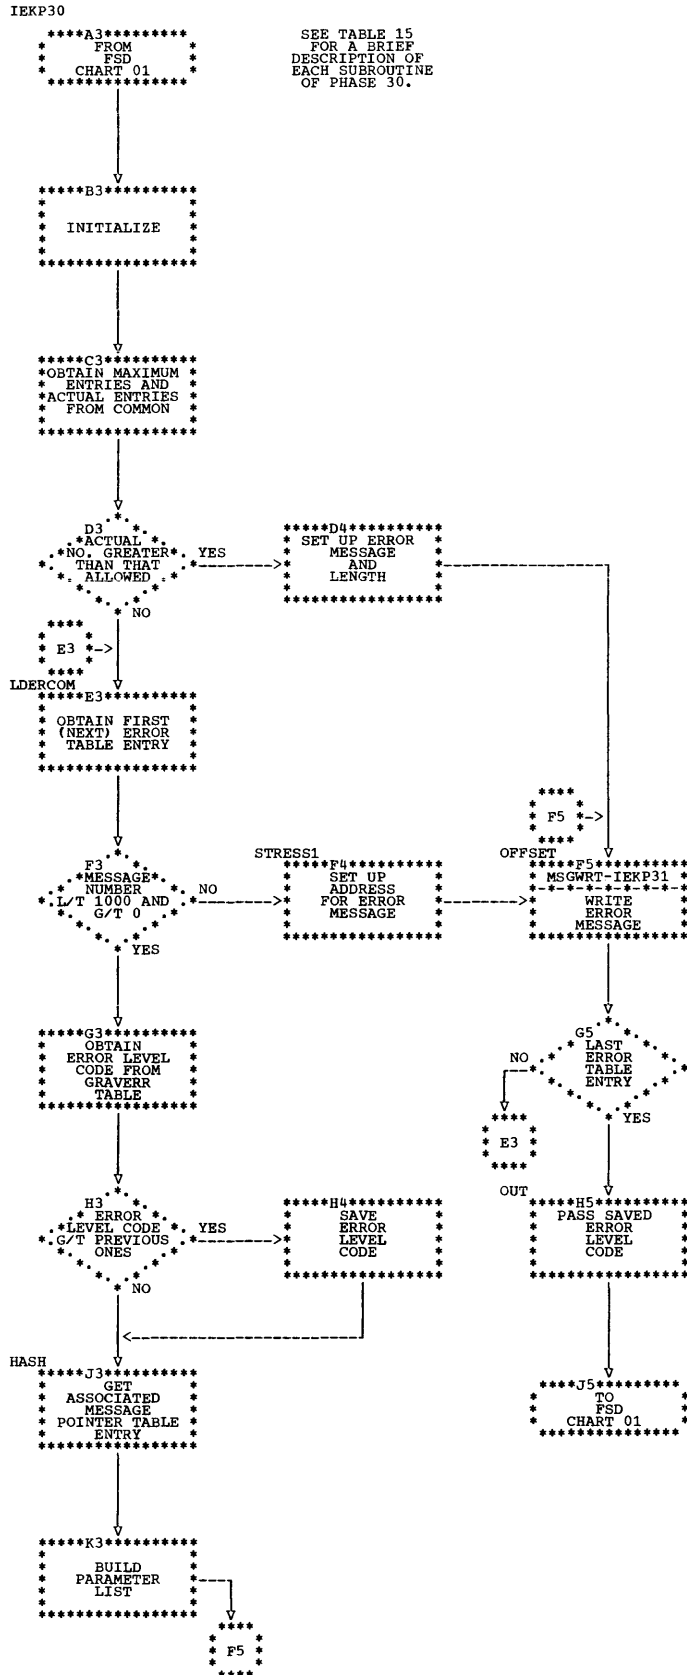 IEKP30
A3
FROM
FSD
CHART 01
SEE TABLE 15
FOR A BRIEF
DESCRIPTION OF
EACH SUBROUTINE
OF PHASE 30.
B3
INITIALIZE
C3
OBTAIN MAXIMUM
ENTRIES AND
ACTUAL ENTRIES
FROM COMMON
D3
ACTUAL
NO. GREATER
THAN THAT
ALLOWED
YES
NO
D4
SET UP ERROR
MESSAGE
AND
LENGTH
E3
LDERCOM
E3
OBTAIN FIRST
(NEXT) ERROR
TABLE ENTRY
F5
F3
MESSAGE
NUMBER
L/T 1000 AND
G/T 0
NO
YES
STRESS1
F4
SET UP
ADDRESS
FOR ERROR
MESSAGE
OFFSET
F5
MSGWRT-IEKP31
WRITE
ERROR
MESSAGE
G3
OBTAIN
ERROR LEVEL
CODE FROM
GRAVERR
TABLE
G5
LAST
ERROR
TABLE
ENTRY
NO
YES
E3
H3
ERROR
LEVEL CODE
G/T PREVIOUS
ONES
YES
NO
H4
SAVE
ERROR
LEVEL
CODE
OUT
H5
PASS SAVED
ERROR
LEVEL
CODE
HASH
J3
GET
ASSOCIATED
MESSAGE
POINTER TABLE
ENTRY
J5
TO
FSD
CHART 01
K3
BUILD
PARAMETER
LIST
F5